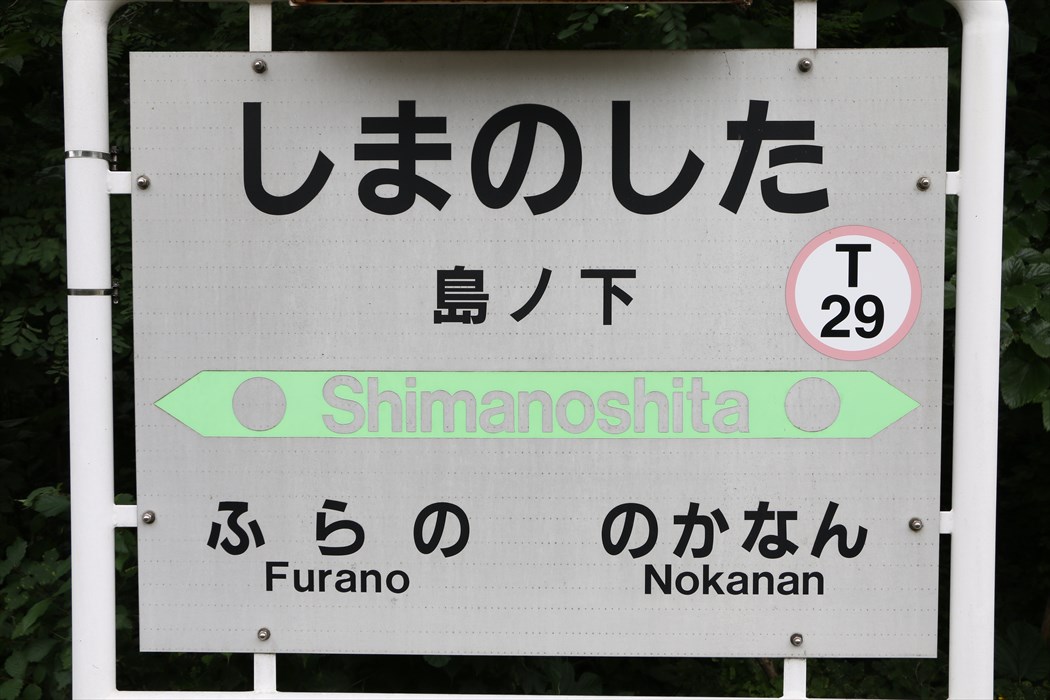 しまのした
島ノ下
T
29
Shimanoshita
ふらの
のかなん
Furano
Nokanan